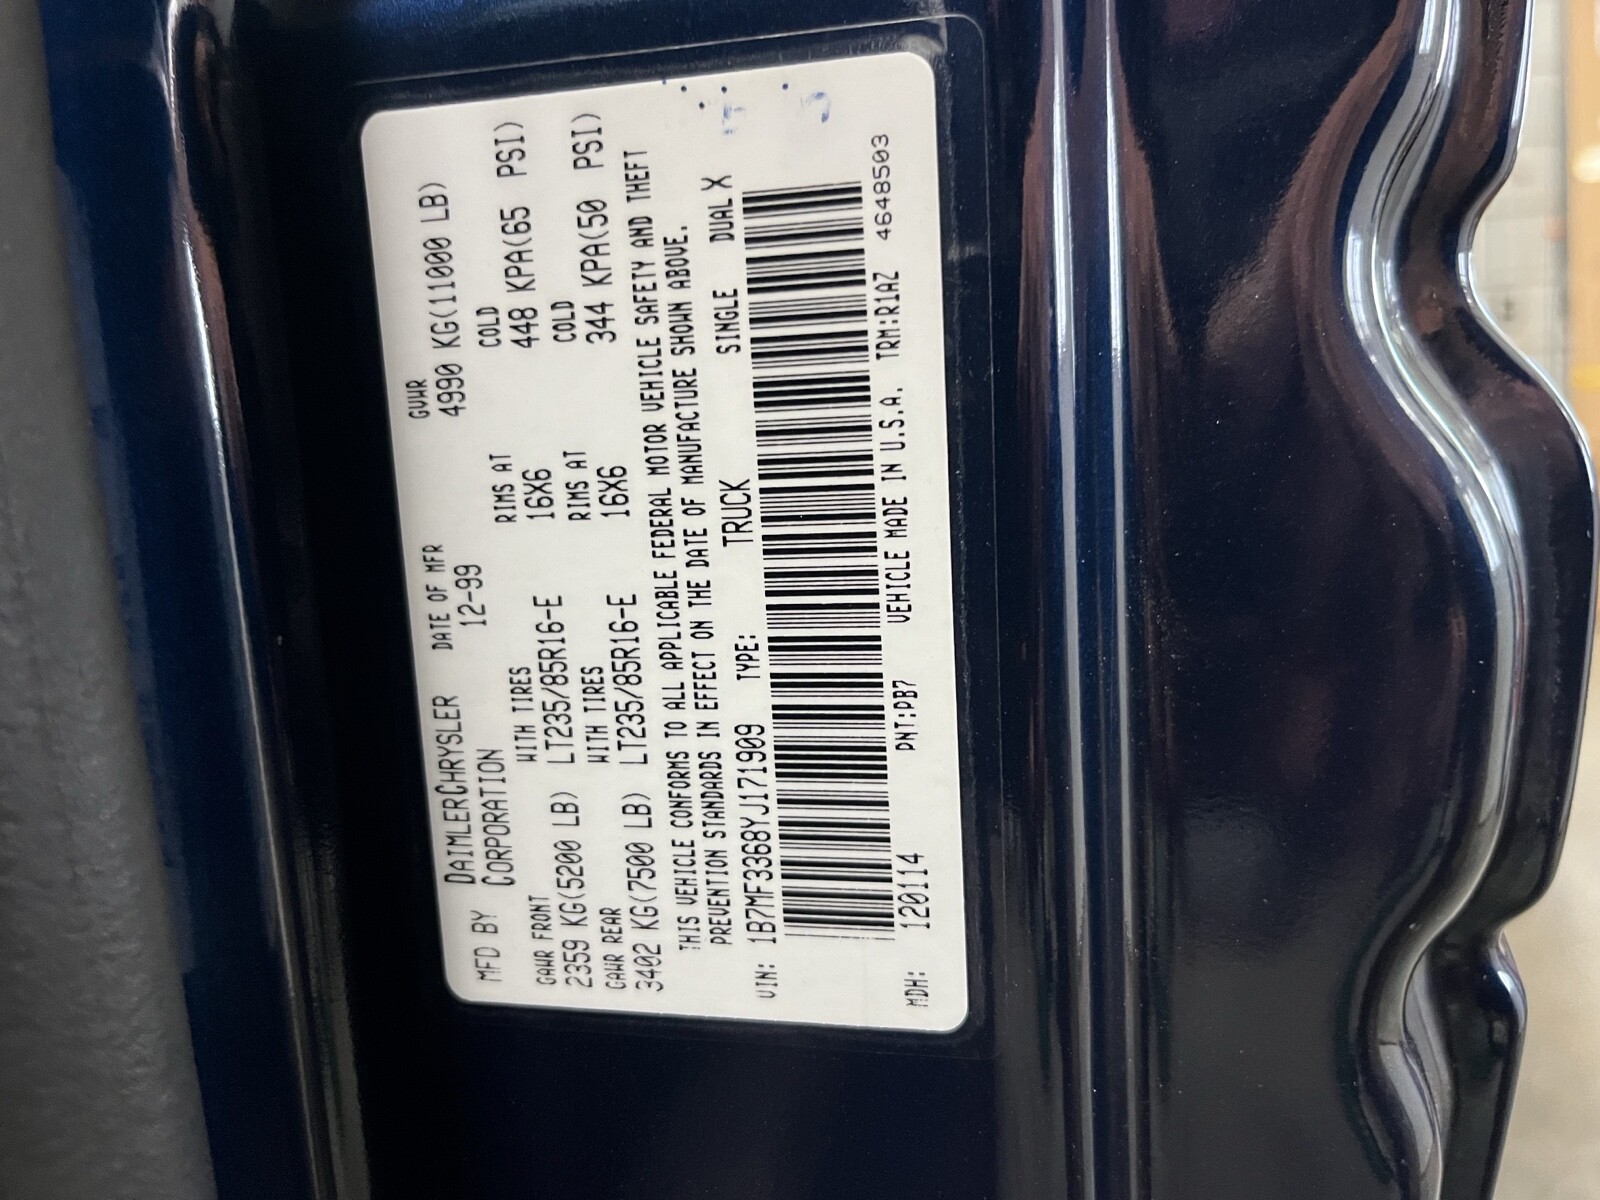 MFD BY DAIMLERCHRYSLER CORPORATION DATE OF MFR 12-99 GVWR 4990 KG(11000 LB)
GAWR FRONT WITH TIRES RIMS AT COLD
2359 KG(5200 LB) LT235/85R16-E 16X6 448 KPA(65 PSI)
GAWR REAR WITH TIRES RIMS AT COLD
3402 KG(7500 LB) LT235/85R16-E 16X6 344 KPA(50 PSI)
THIS VEHICLE CONFORMS TO ALL APPLICABLE FEDERAL MOTOR VEHICLE SAFETY AND THEFT
PREVENTION STANDARDS IN EFFECT ON THE DATE OF MANUFACTURE SHOWN ABOVE.
VIN: 1B7MF3368YJ171909 TYPE: TRUCK SINGLE DUAL X
MDH: 120114 PNT:PB7 VEHICLE MADE IN U.S.A. TRM:R1AZ 4648503